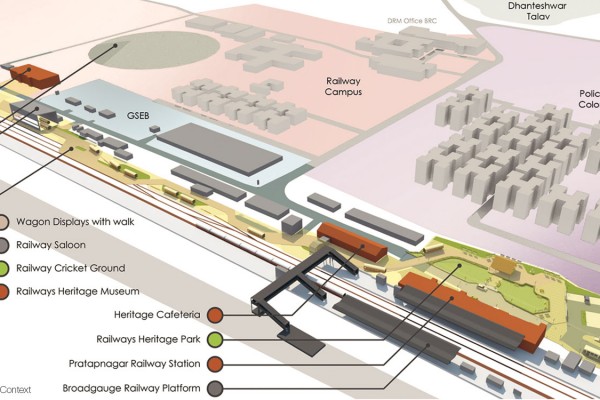 Dhanteshwar
Talav
DRM Office BRC
Railway
Campus
GSEB
Wagon Displays with walk
Railway Saloon
Railway Cricket Ground
Railways Heritage Museum
Heritage Cafeteria
Railways Heritage Park
Pratapnagar Railway Station
Broadgauge Railway Platform
Context